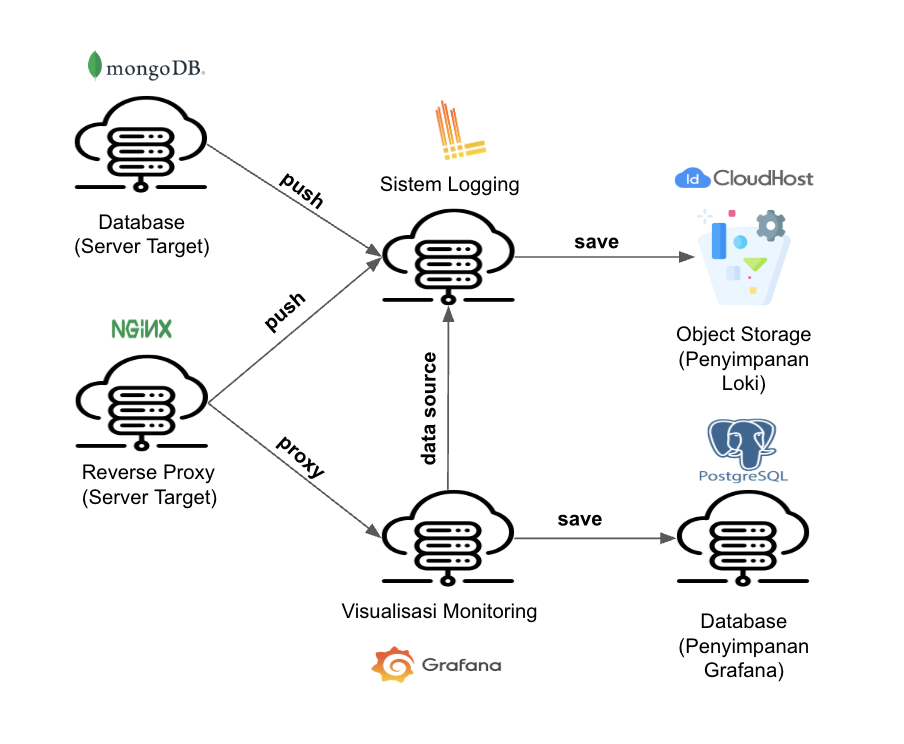 mongoDB.
Database
(Server Target)
push
Sistem Logging
save
Id CloudHost
Object Storage
(Penyimpanan
Loki)
NGiNX
Reverse Proxy
(Server Target)
push
proxy
data source
Visualisasi Monitoring
Grafana
save
PostgreSQL
Database
(Penyimpanan
Grafana)